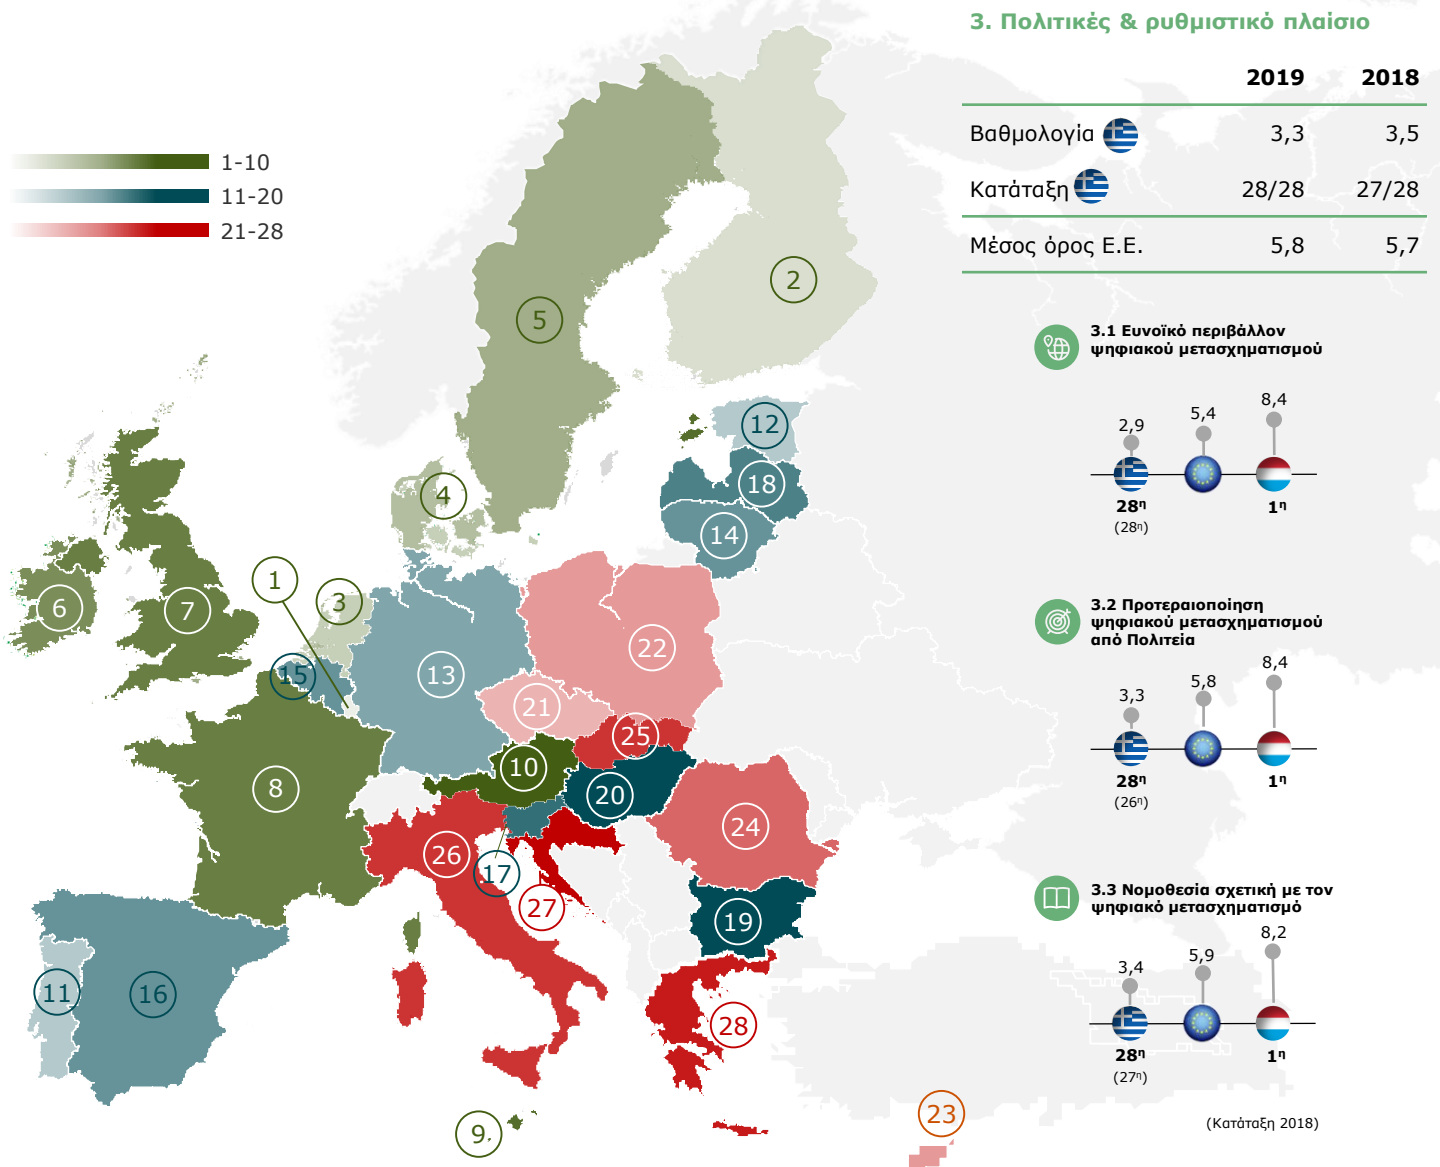 3. Πολιτικές & ρυθμιστικό πλαίσιο
2019 2018
Βαθμολογία 3,3 3,5
Κατάταξη 28/28 27/28
Μέσος όρος Ε.Ε. 5,8 5,7
1-10
11-20
21-28
3.1 Ευνοϊκό περιβάλλον
ψηφιακού μετασχηματισμού
2,9 5,4 8,4
28η 1η
(28η)
3.2 Προτεραιοποίηση
ψηφιακού μετασχηματισμού
από Πολιτεία
3,3 5,8 8,4
28η 1η
(26η)
3.3 Νομοθεσία σχετική με τον
ψηφιακό μετασχηματισμό
3,4 5,9 8,2
28η 1η
(27η)
(Κατάταξη 2018)
2
5
12
4
18
14
1
3
6
7
22
15
13
21
25
10
8
20
24
26
17
27
19
11
16
28
23
9